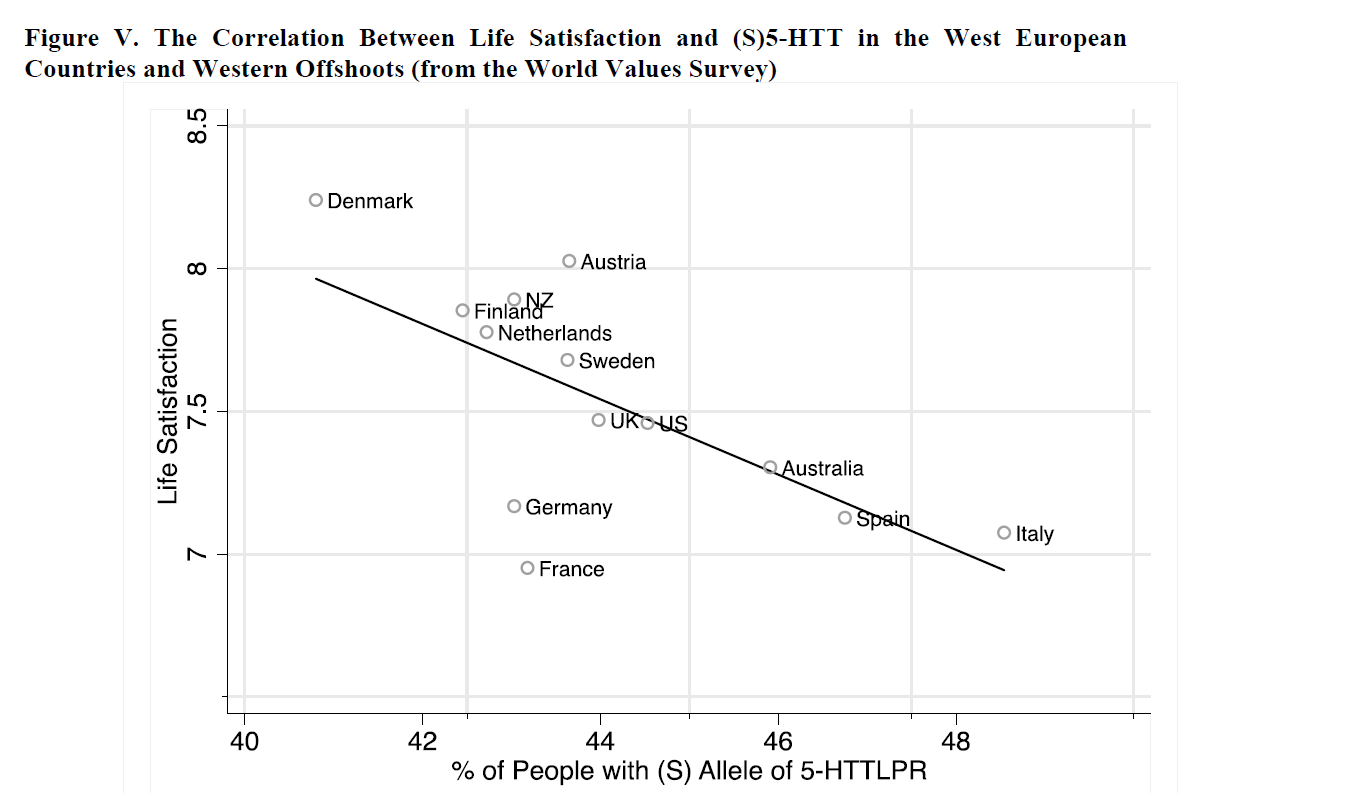 Figure V. The Correlation Between Life Satisfaction and (S)5-HTT in the West European
Countries and Western Offshoots (from the World Values Survey)
8.5
Denmark
Austria
8
NZ
Finland
Netherlands
Sweden
7.5
UK
US
Life Satisfaction
Australia
Germany
Spain
Italy
7
France
40 42 44 46 48
% of People with (S) Allele of 5-HTTLPR